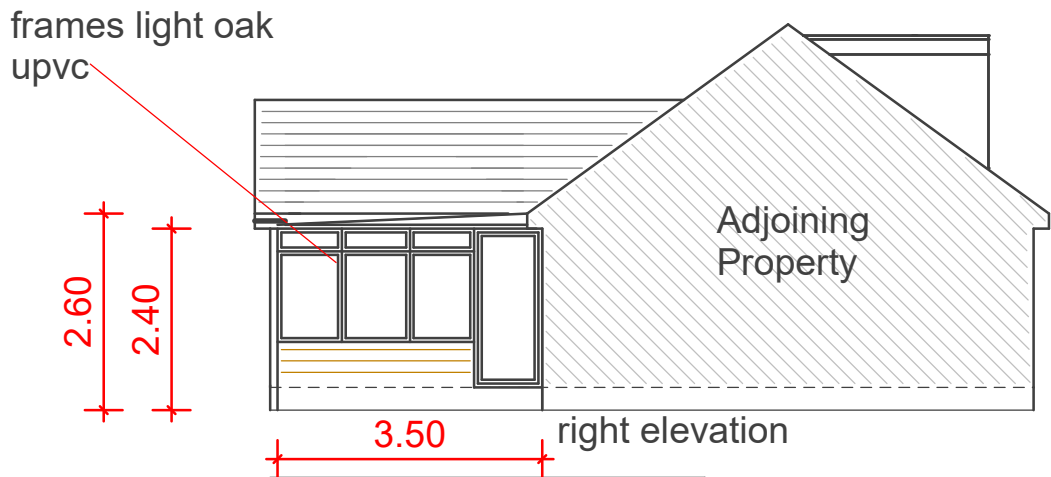 frames light oak
upvc
Adjoining
Property
2.60
2.40
3.50
right elevation